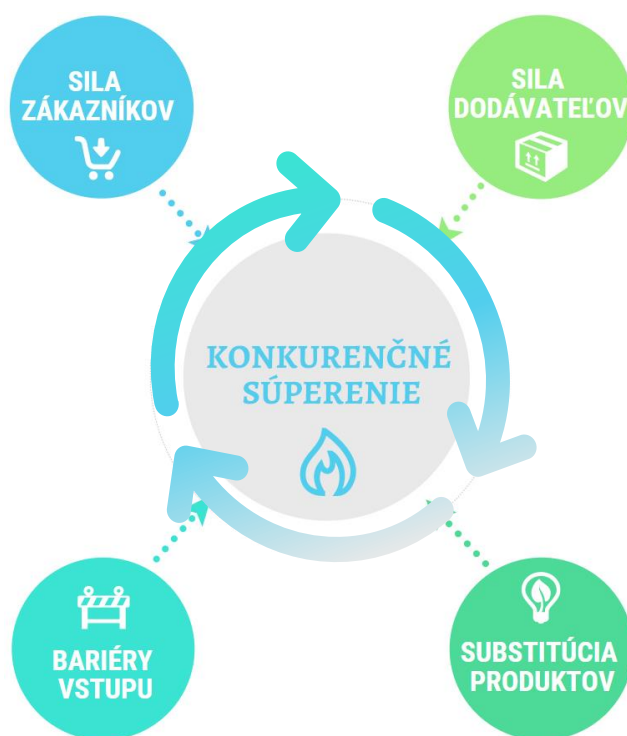 SILA
ZÁKAZNÍKOV
SILA
DODÁVATEĽOV
KONKURENČNÉ
SÚPERENIE
BARIÉRY
VSTUPU
SUBSTITÚCIA
PRODUKTOV